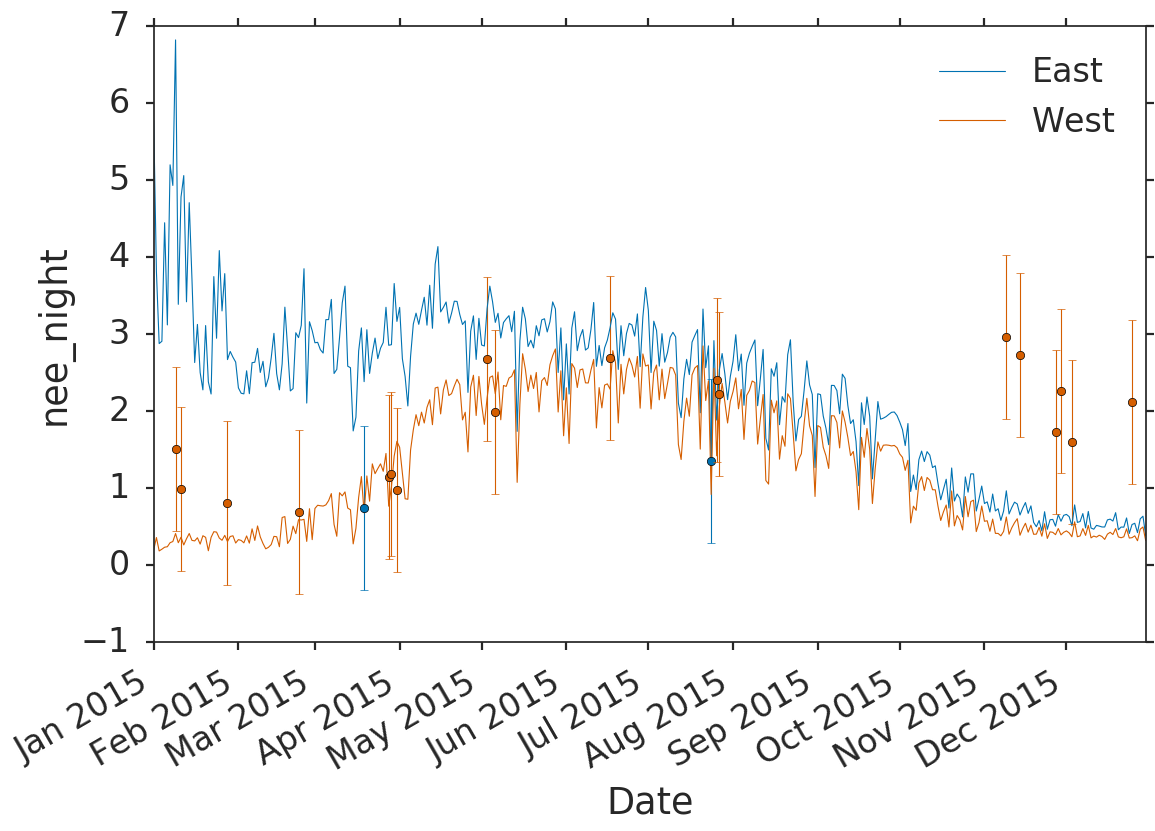 7
6
5
4
3
2
1
0
−1
nee_night
East
West
Jan 2015
Feb 2015
Mar 2015
Apr 2015
May 2015
Jun 2015
Jul 2015
Aug 2015
Sep 2015
Oct 2015
Nov 2015
Dec 2015
Date